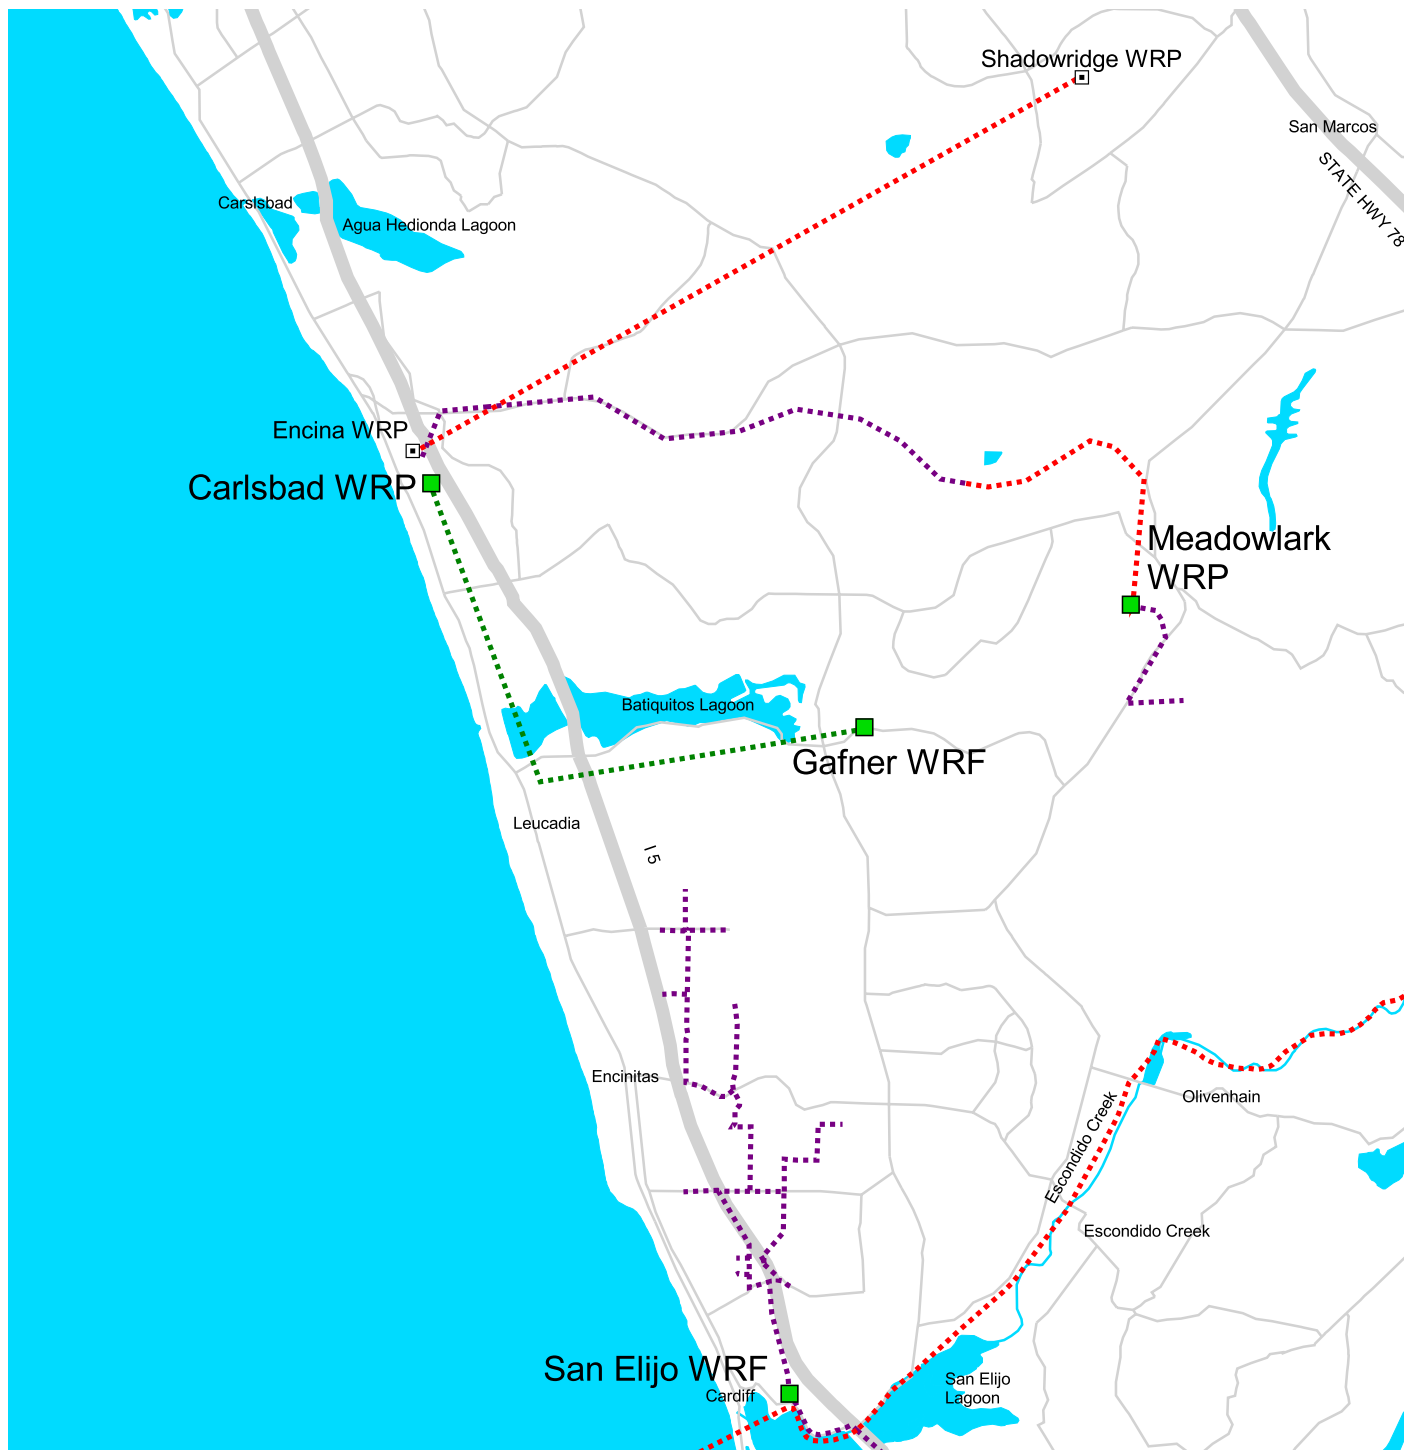 Shadowridge WRP
San Marcos
STATE HWY 78
Carslsbad
Agua Hedionda Lagoon
Encina WRP
Carlsbad WRP
Meadowlark
WRP
Batiquitos Lagoon
Gafner WRF
Leucadia
I 5
Encinitas
Olivenhain
Escondido Creek
Escondido Creek
San Elijo WRF
Cardiff
San Elijo
Lagoon